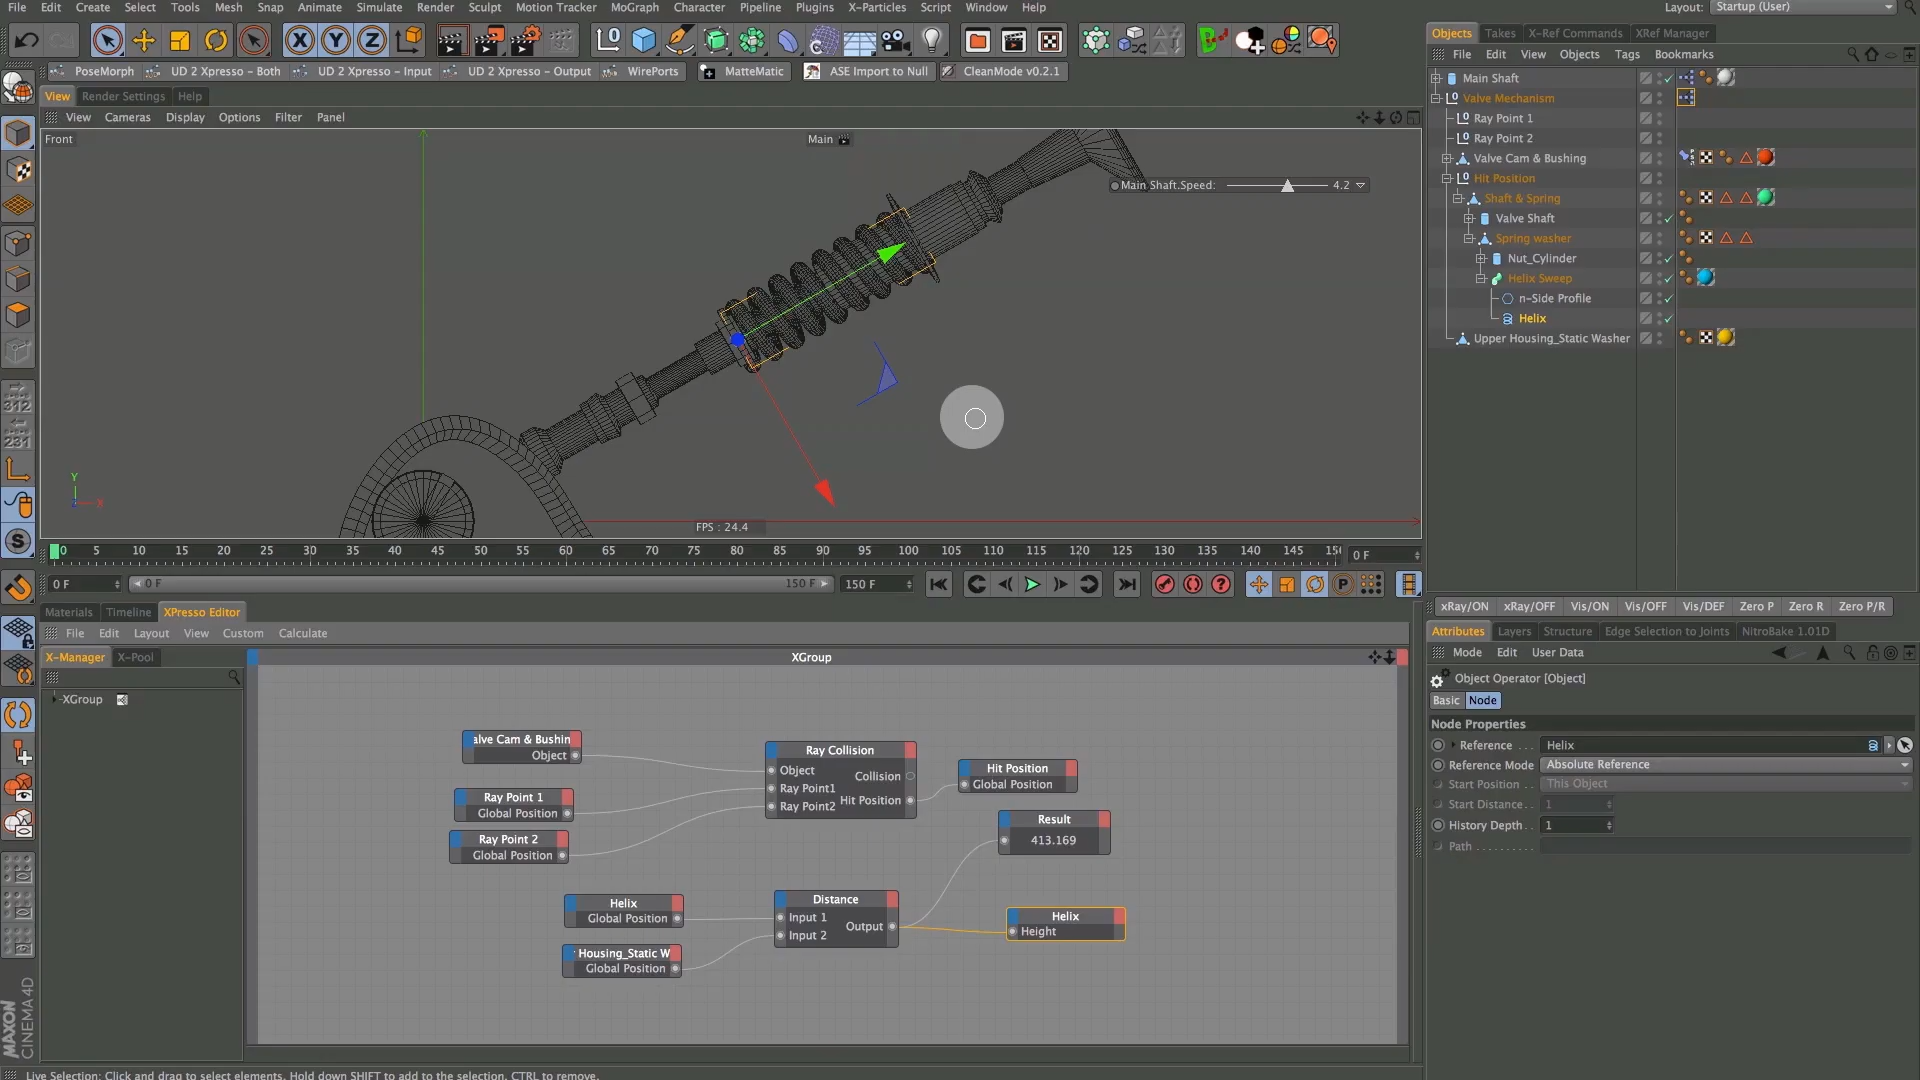 File Edit Create Select Tools Mesh Snap Animate Simulate Render Sculpt Motion Tracker MoGraph Character Pipeline Plugins X-Particles Script Window Help
Layout: Startup (User)
PoseMorph UD 2 Xpresso - Both UD 2 Xpresso - Input UD 2 Xpresso - Output WirePorts MatteMatic ASE Import to Null CleanMode v0.2.1
View Render Settings Help
View Cameras Display Options Filter Panel
Front
Main
Main Shaft.Speed: 4.2
Y
X
FPS : 24.4
0 5 10 15 20 25 30 35 40 45 50 55 60 65 70 75 80 85 90 95 100 105 110 115 120 125 130 135 140 145 15
0 F
0 F
0 F
150 F
150 F
Materials Timeline XPresso Editor
File Edit Layout View Custom Calculate
X-Manager X-Pool
XGroup
XGroup
alve Cam & Bushin
Object
Ray Point 1
Global Position
Ray Point 2
Global Position
Ray Collision
Object
Collision
Ray Point1
Hit Position
Ray Point2
Hit Position
Global Position
Result
413.169
Helix
Global Position
Housing_Static W
Global Position
Distance
Input 1
Output
Input 2
Helix
Height
Objects Takes X-Ref Commands XRef Manager
File Edit View Objects Tags Bookmarks
Main Shaft
Valve Mechanism
Ray Point 1
Ray Point 2
Valve Cam & Bushing
Hit Position
Shaft & Spring
Valve Shaft
Spring washer
Nut_Cylinder
Helix Sweep
n-Side Profile
Helix
Upper Housing_Static Washer
xRay/ON xRay/OFF Vis/ON Vis/OFF Vis/DEF Zero P Zero R Zero P/R
Attributes Layers Structure Edge Selection to Joints NitroBake 1.01D
Mode Edit User Data
Object Operator [Object]
Basic Node
Node Properties
Reference . . . Helix
Reference Mode Absolute Reference
Start Position . This Object
Start Distance . . 1
History Depth . . 1
Path . . . . . . . . . .
312
231
MAXON
CINEMA 4D
Live Selection: Click and drag to select elements. Hold down SHIFT to add to the selection, CTRL to remove.